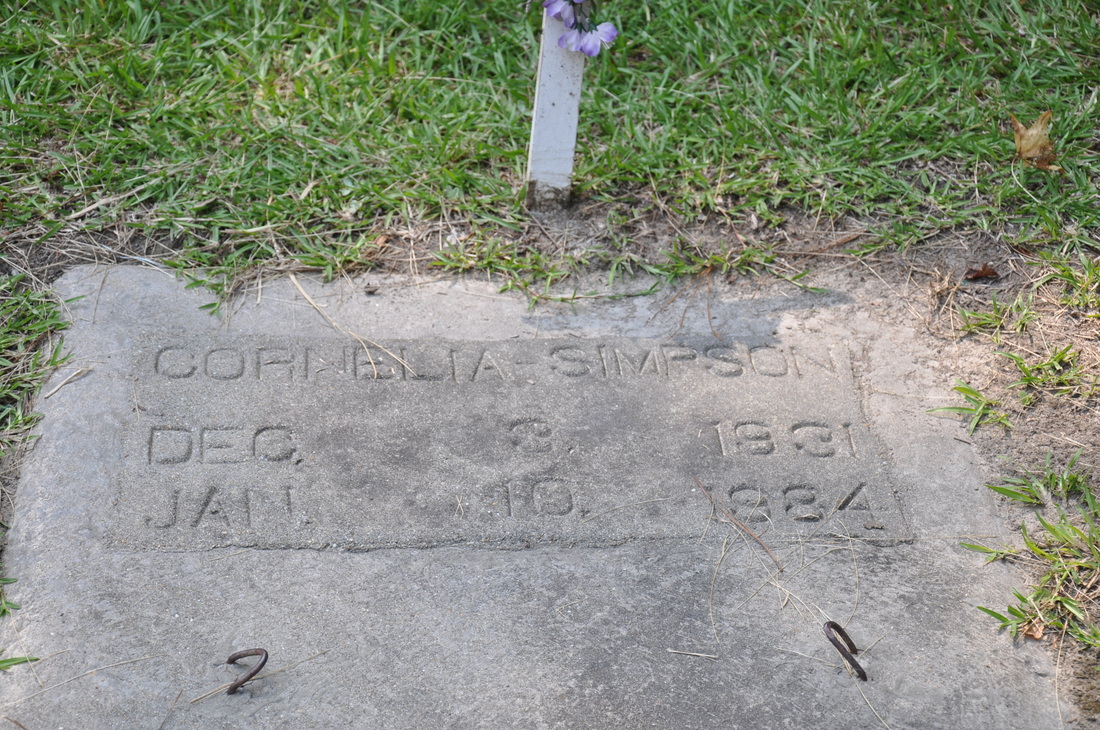 CORNELIA SIMPSON
DEC. 3. 1931
JAN. 10. 1984